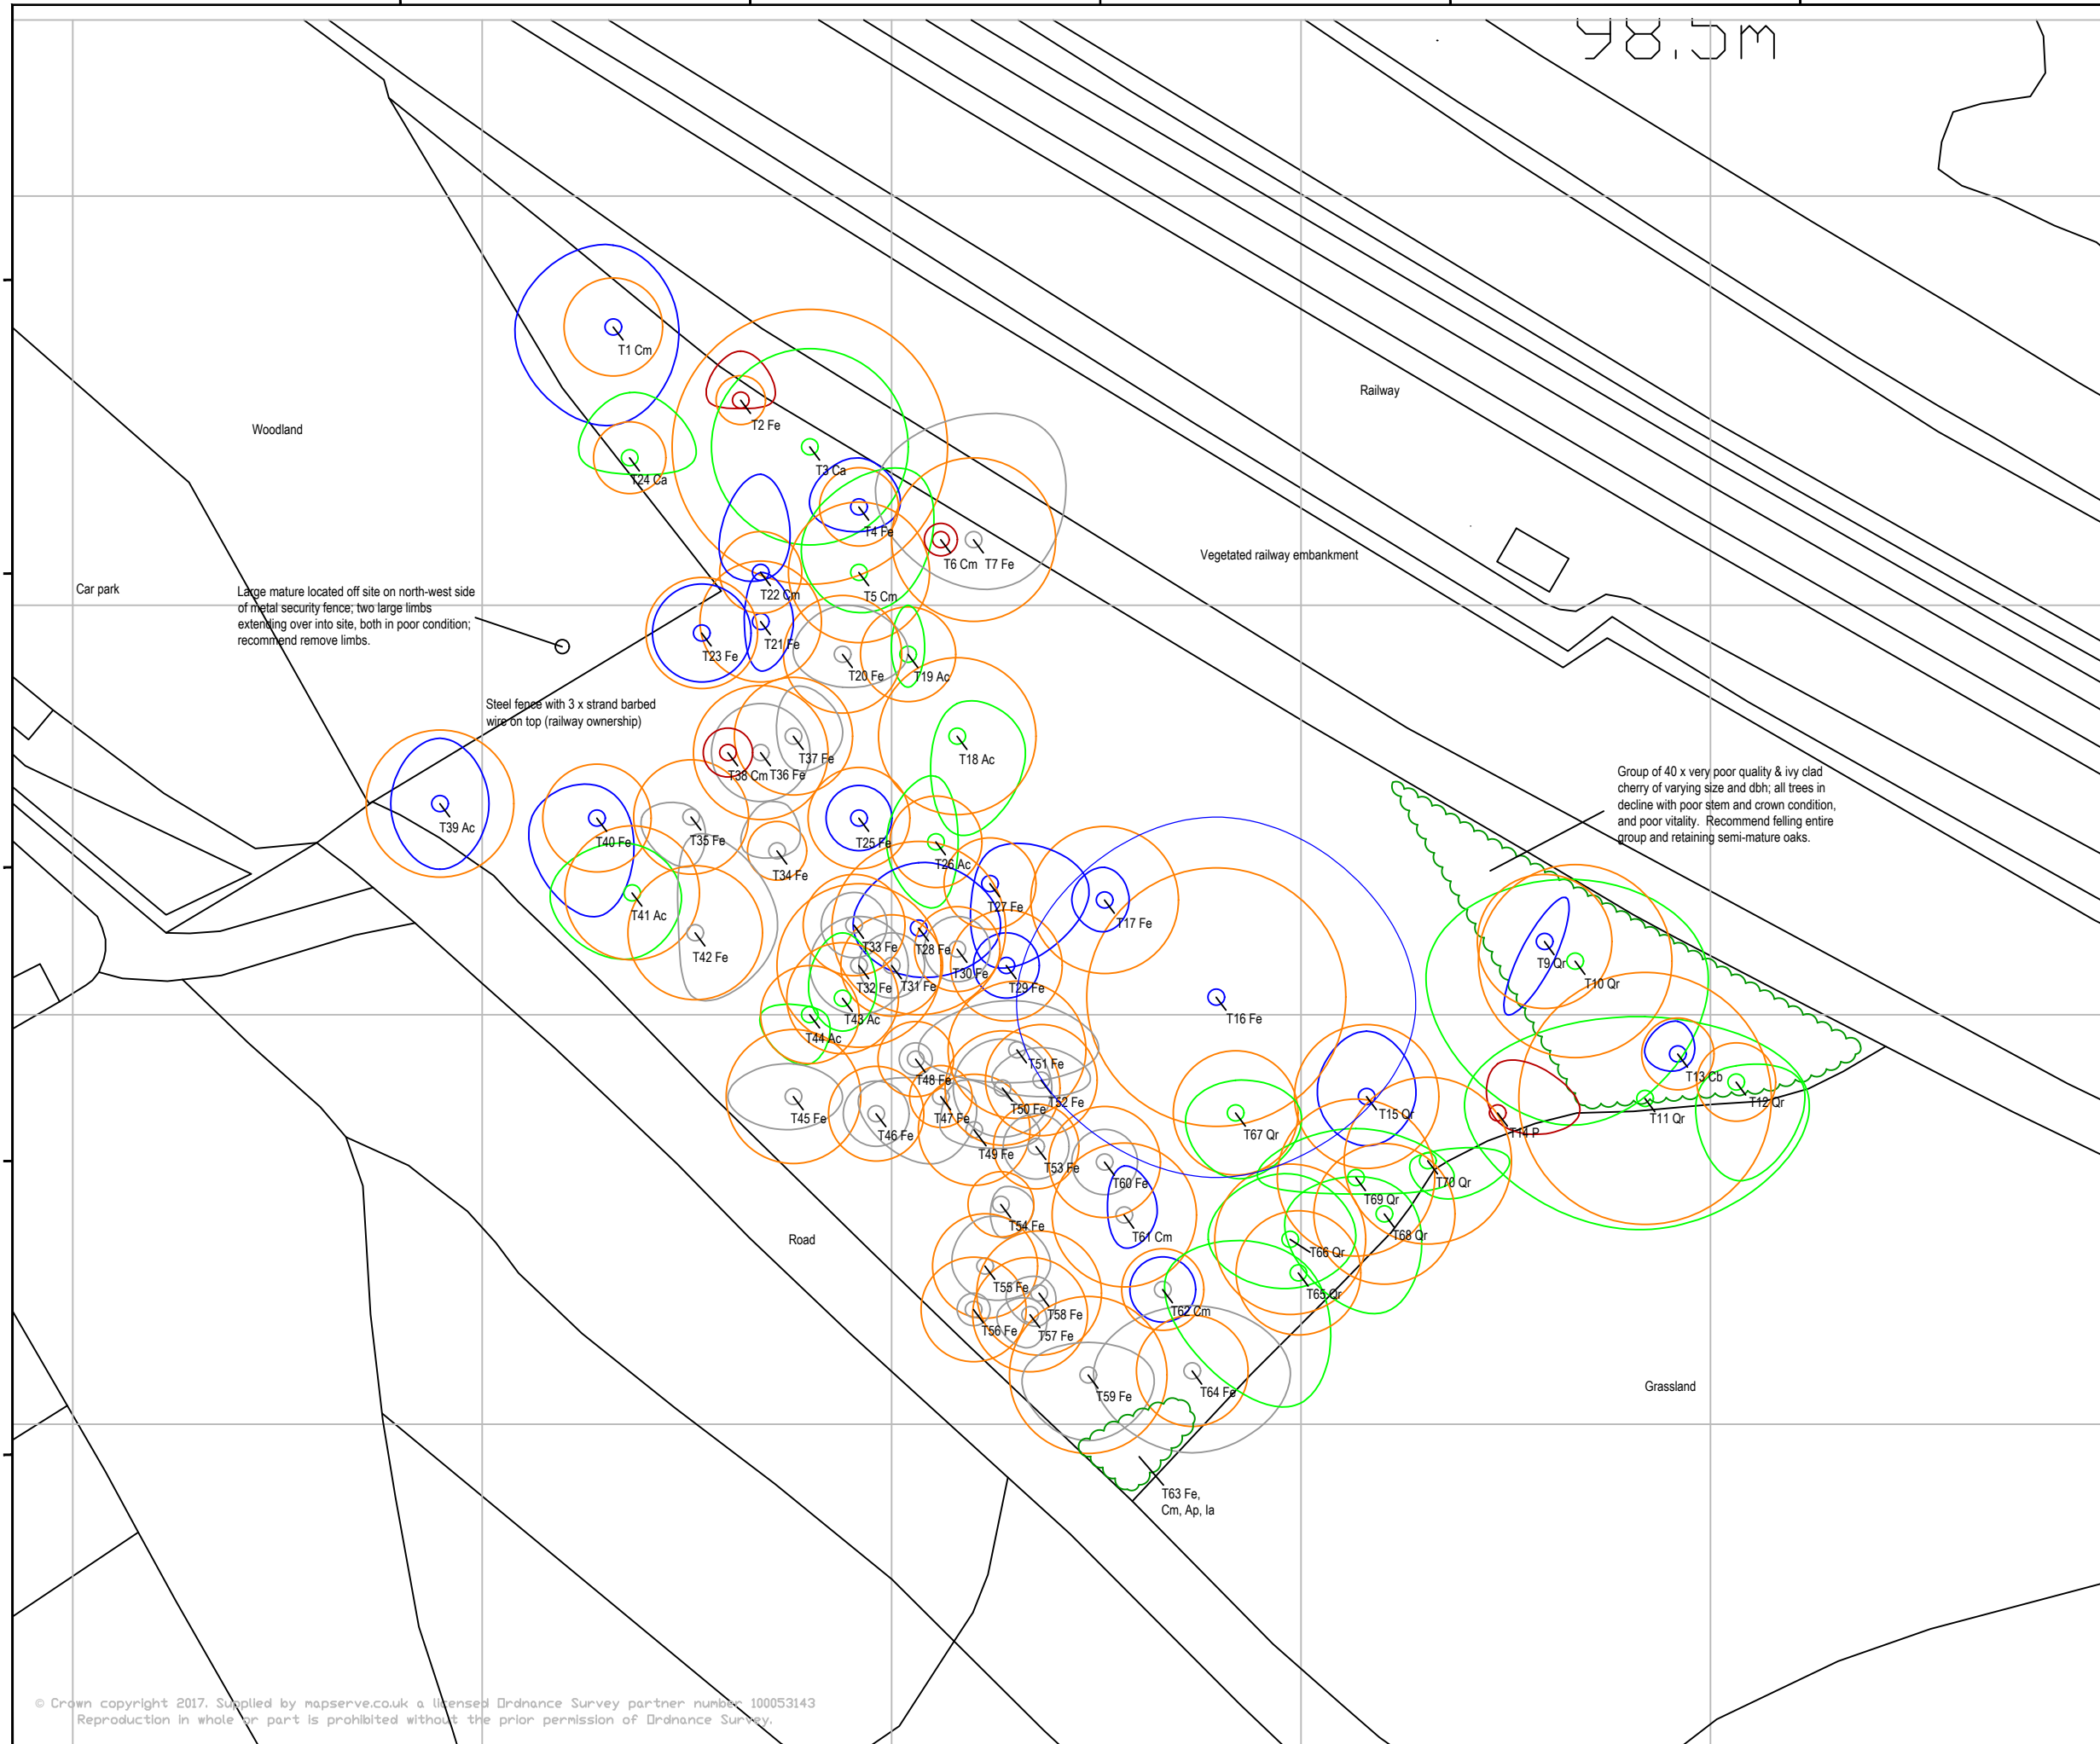 98.5m
T1 Cm
Railway
T2 Fe
Woodland
T3 Ca
T24 Ca
T4 Fe
Vegetated railway embankment
T6 Cm
T7 Fe
Car park
Large mature located off site on north-west side
of metal security fence; two large limbs
extending over into site, both in poor condition;
recommend remove limbs.
T22 Cm
T5 Cm
T21 Fe
T23 Fe
T20 Fe
T19 Ac
Steel fence with 3 x strand barbed
wire on top (railway ownership)
T37 Fe
T18 Ac
T38 Cm
T36 Fe
Group of 40 x very poor quality & ivy clad
cherry of varying size and dbh; all trees in
decline with poor stem and crown condition,
and poor vitality. Recommend felling entire
group and retaining semi-mature oaks.
T39 Ac
T40 Fe
T35 Fe
T25 Fe
T26 Ac
T34 Fe
T27 Fe
T41 Ac
T17 Fe
T42 Fe
T33 Fe
T28 Fe
T9 Qr
T30 Fe
T10 Qr
T32 Fe
T31 Fe
T29 Fe
T43 Ac
T16 Fe
T44 Ac
T51 Fe
T48 Fe
T13 Cb
T52 Fe
T50 Fe
T12 Qr
T45 Fe
T47 Fe
T15 Qr
T11 Qr
T46 Fe
T67 Qr
T14 P
T49 Fe
T53 Fe
T60 Fe
T70 Qr
T69 Qr
T54 Fe
T61 Cm
T68 Qr
Road
T66 Qr
T55 Fe
T65 Qr
T58 Fe
T62 Cm
T56 Fe
T57 Fe
T59 Fe
T64 Fe
Grassland
T63 Fe,
Cm, Ap, Ia
© Crown copyright 2017. Supplied by mapserve.co.uk a licensed Ordnance Survey partner number 100053143
Reproduction in whole or part is prohibited without the prior permission of Ordnance Survey.